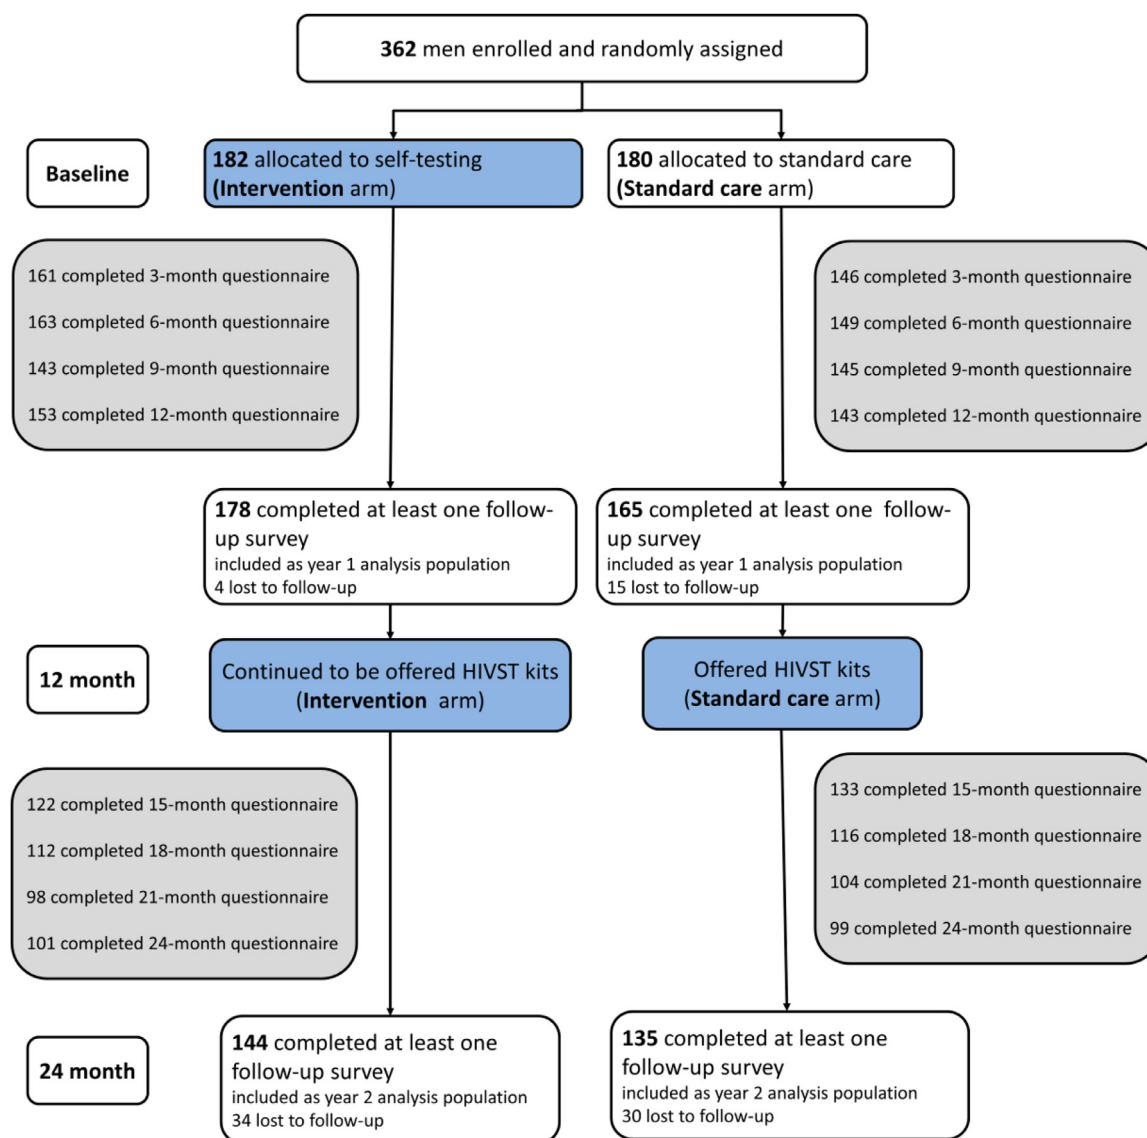 362 men enrolled and randomly assigned
Baseline
182 allocated to self-testing
(Intervention arm)
180 allocated to standard care
(Standard care arm)
161 completed 3-month questionnaire
163 completed 6-month questionnaire
143 completed 9-month questionnaire
153 completed 12-month questionnaire
146 completed 3-month questionnaire
149 completed 6-month questionnaire
145 completed 9-month questionnaire
143 completed 12-month questionnaire
178 completed at least one follow-
up survey
included as year 1 analysis population
4 lost to follow-up
165 completed at least one follow-
up survey
included as year 1 analysis population
15 lost to follow-up
12 month
Continued to be offered HIVST kits
(Intervention arm)
Offered HIVST kits
(Standard care arm)
122 completed 15-month questionnaire
112 completed 18-month questionnaire
98 completed 21-month questionnaire
101 completed 24-month questionnaire
133 completed 15-month questionnaire
116 completed 18-month questionnaire
104 completed 21-month questionnaire
99 completed 24-month questionnaire
24 month
144 completed at least one
follow-up survey
included as year 2 analysis population
34 lost to follow-up
135 completed at least one
follow-up survey
included as year 2 analysis population
30 lost to follow-up